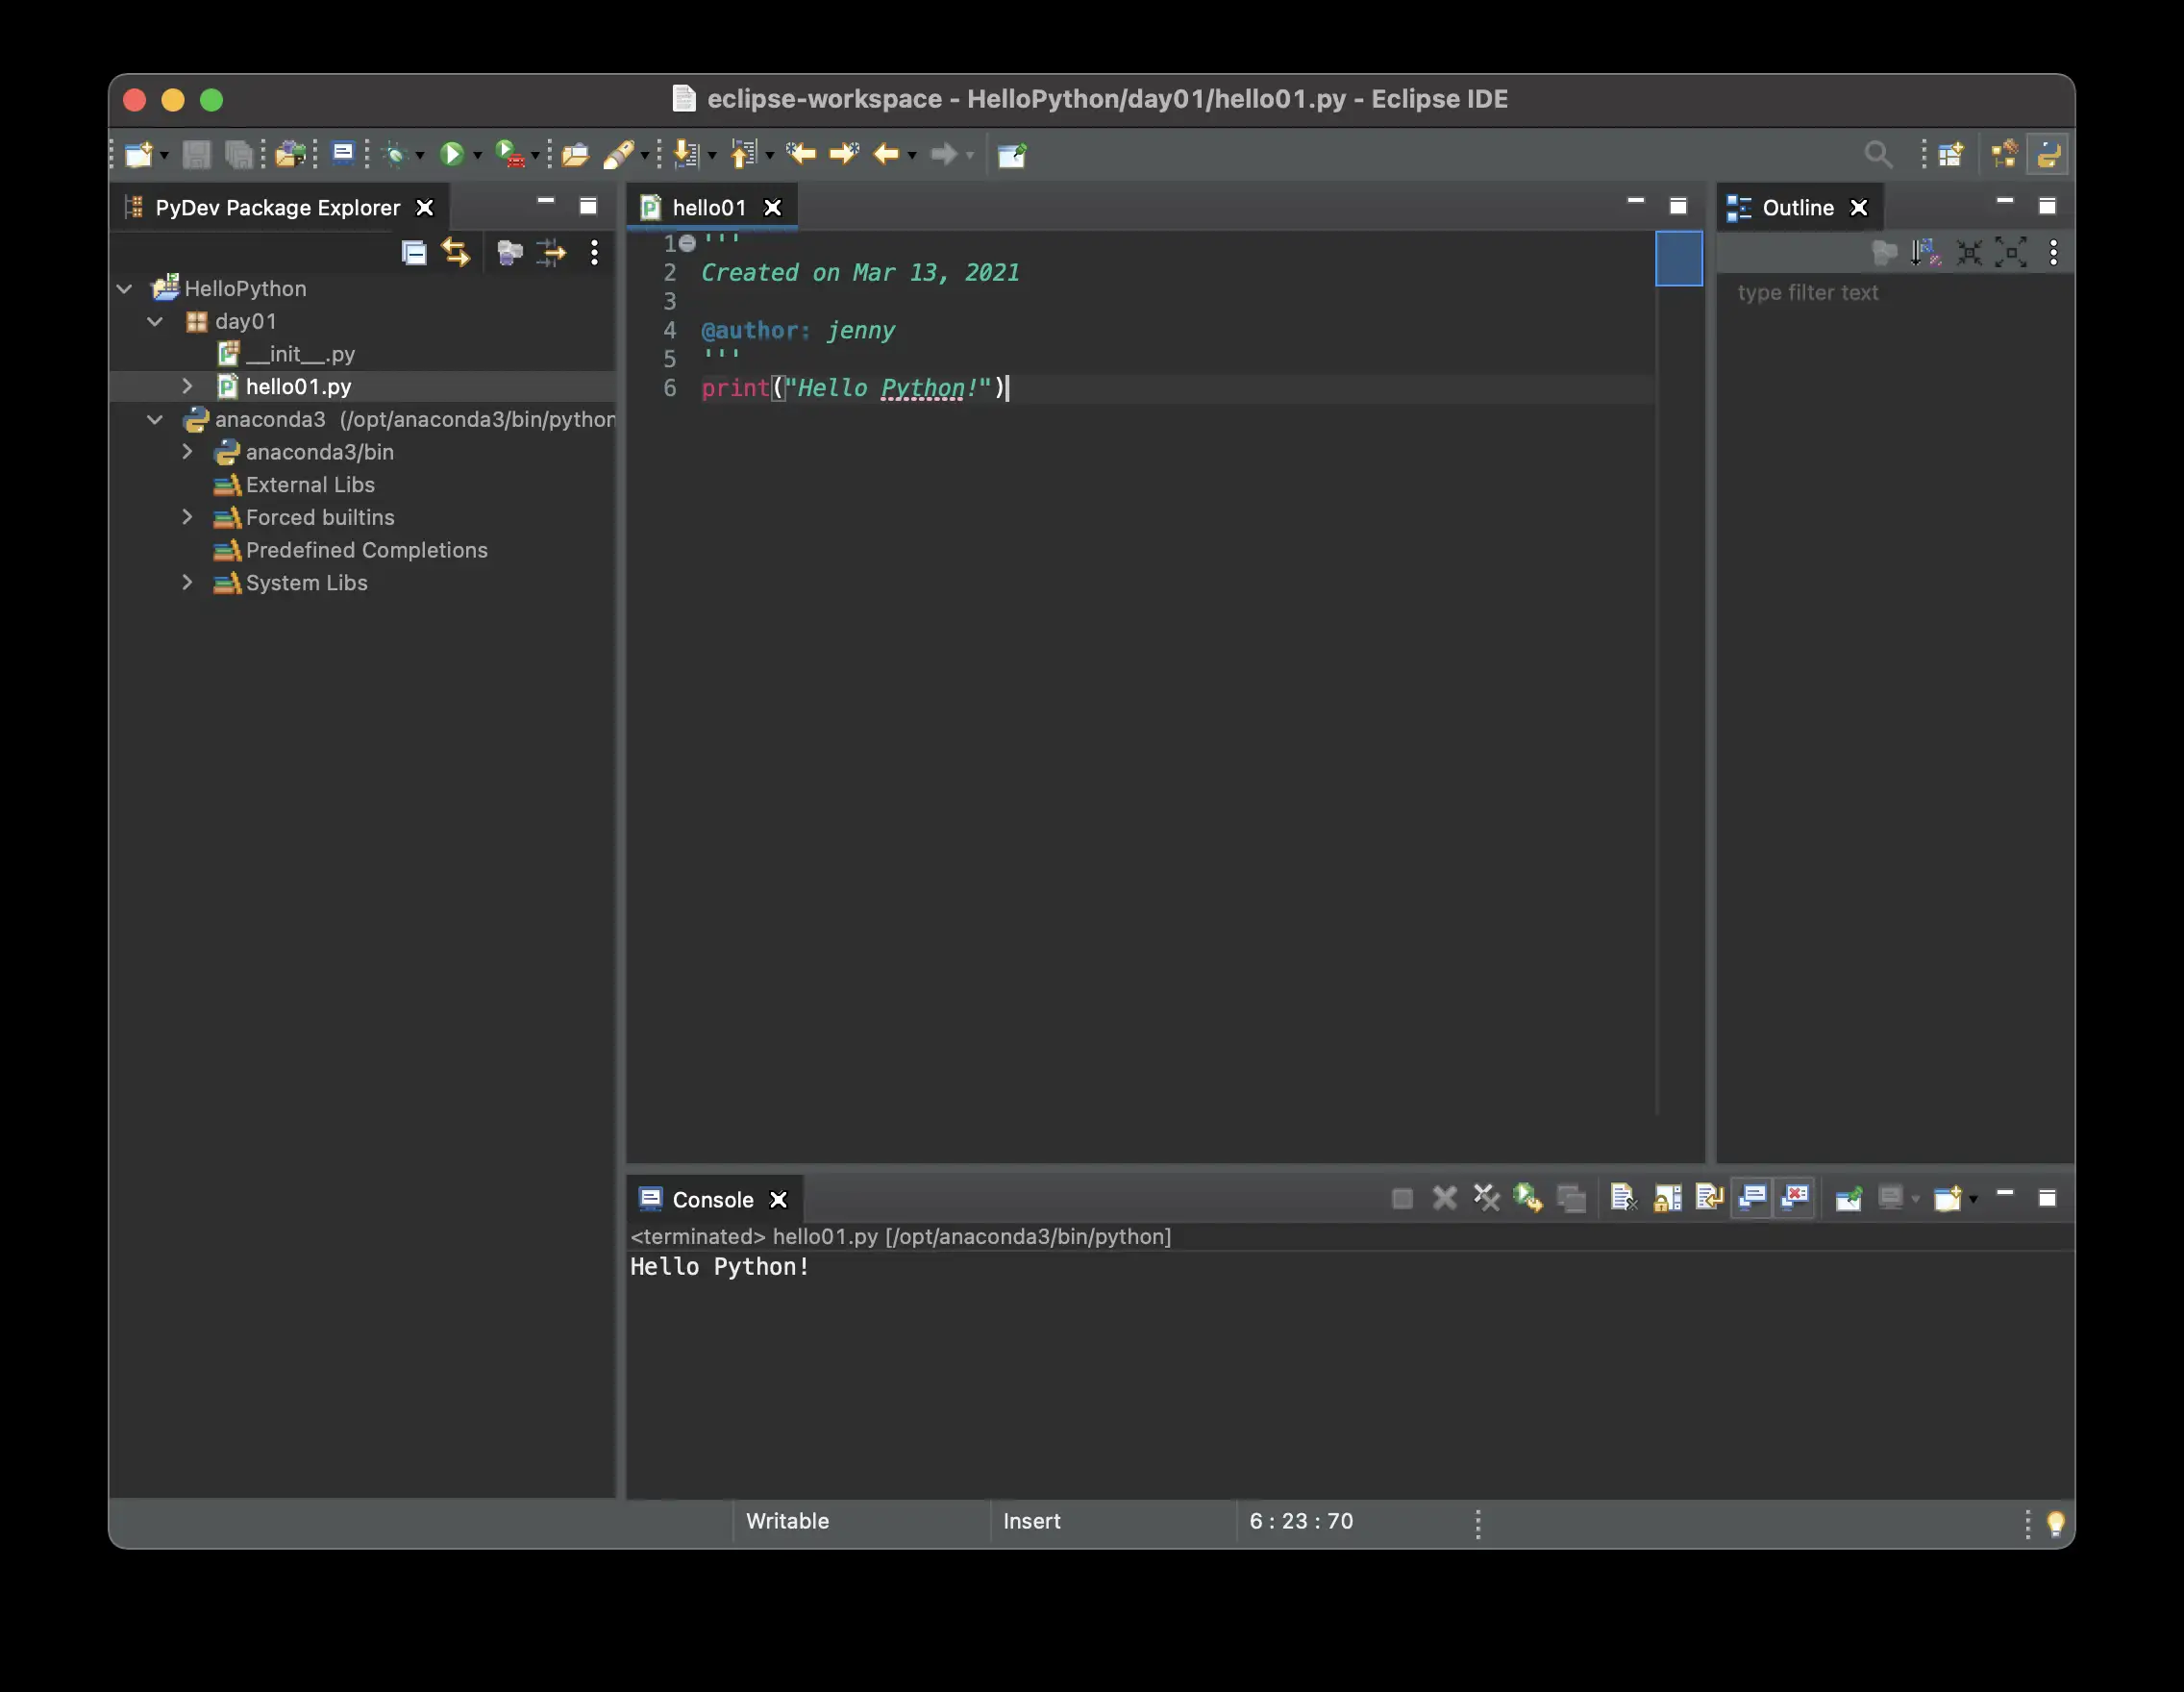 eclipse-workspace - HelloPython/day01/hello01.py - Eclipse IDE
PyDev Package Explorer
HelloPython
day01
__init__.py
hello01.py
anaconda3 (/opt/anaconda3/bin/python
anaconda3/bin
External Libs
Forced builtins
Predefined Completions
System Libs
hello01
1 '''
2 Created on Mar 13, 2021
3
4 @author: jenny
5 '''
6 print("Hello Python!")
Outline
type filter text
Console
<terminated> hello01.py [/opt/anaconda3/bin/python]
Hello Python!
Writable Insert 6 : 23 : 70